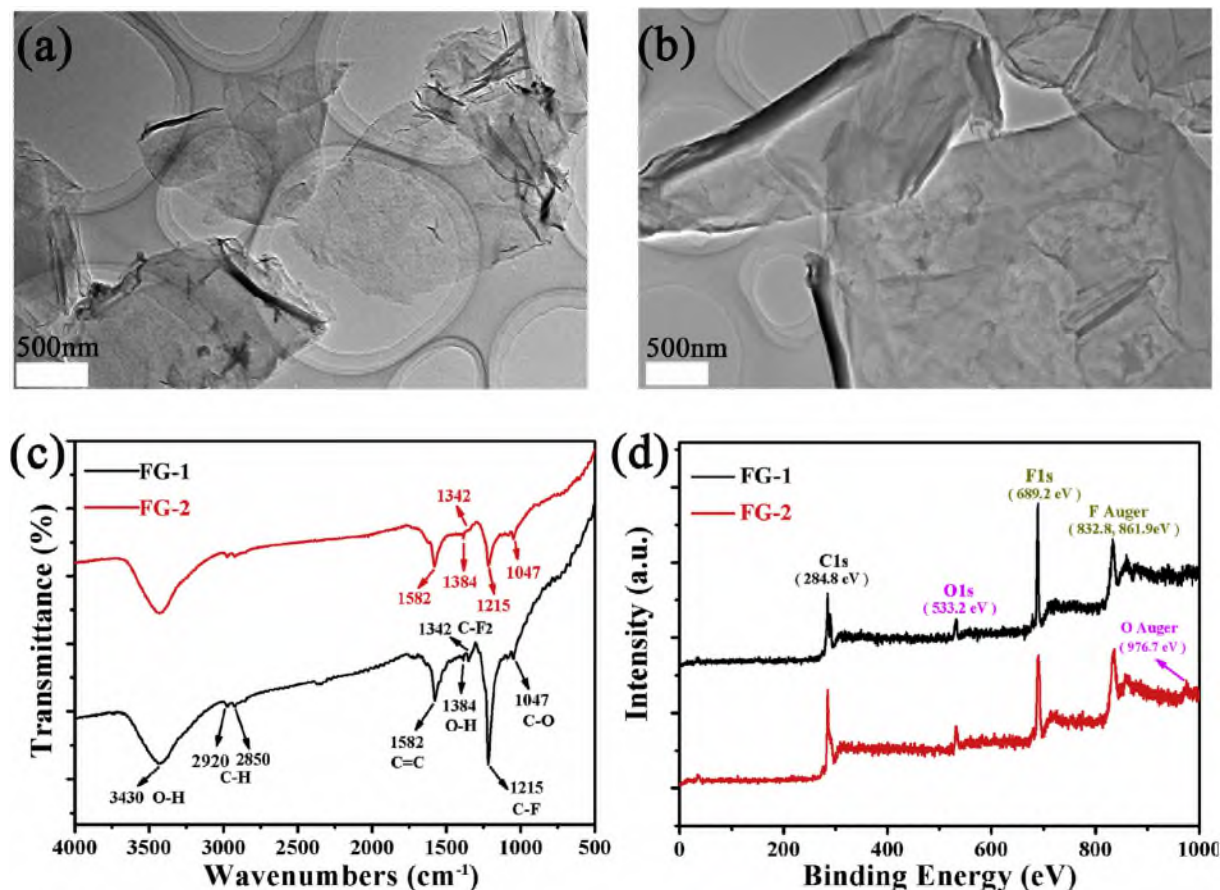 (a)
500nm
(b)
500nm
(c)
FG-1
FG-2
1342
1582
1384
1215
1047
1342 C-F2
1384
O-H
1047
C-O
2920 2850
C-H
1582
C=C
3430 O-H
1215
C-F
Transmittance (%)
4000 3500 3000 2500 2000 1500 1000 500
Wavenumbers (cm⁻¹)
(d)
FG-1
FG-2
F1s
( 689.2 eV )
F Auger
( 832.8, 861.9eV )
C1s
( 284.8 eV )
O1s
( 533.2 eV )
O Auger
( 976.7 eV )
Intensity (a.u.)
0 200 400 600 800 1000
Binding Energy (eV)